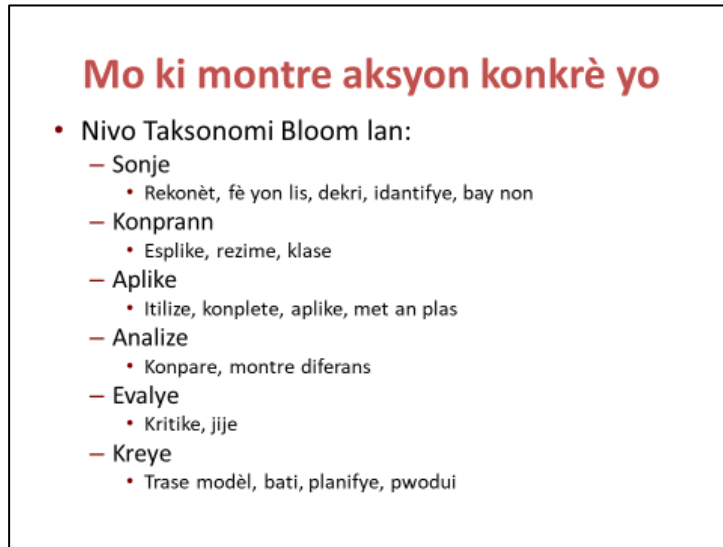 Mo ki montre aksyon konkrè yo
• Nivo Taksonomi Bloom lan:
– Sonje
• Rekonèt, fè yon lis, dekri, idantifye, bay non
– Konprann
• Esplike, rezime, klase
– Aplike
• Itilize, konplete, aplike, met an plas
– Analize
• Konpare, montre diferans
– Evalye
• Kritike, jije
– Kreye
• Trase modèl, bati, planifye, pwodui